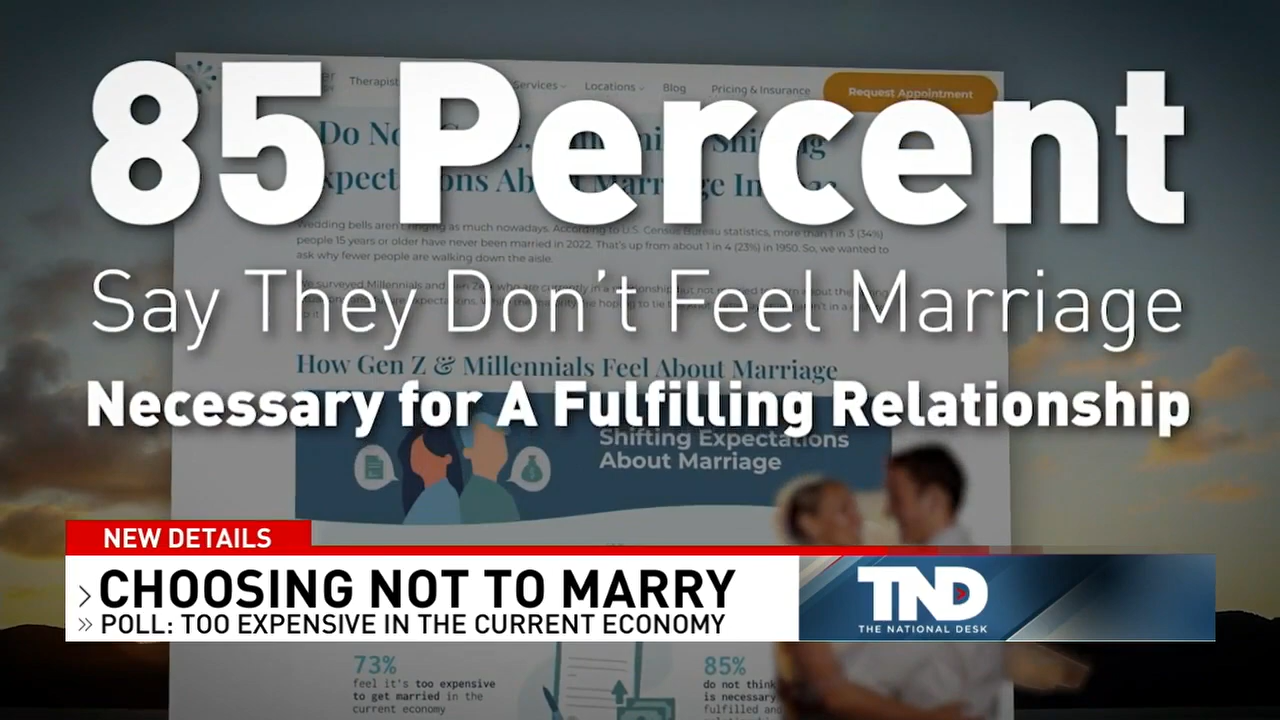 85 Percent
Say They Don't Feel Marriage
Necessary for A Fulfilling Relationship
Therapist
Services
Locations
Blog
Pricing & Insurance
Request Appointment
Do
Wedding bells aren't ringing as much nowadays. According to U.S. Census Bureau statistics, more than 1 in 3 (34%)
people 15 years or older have never been married in 2022. That's up from about 1 in 4 (23%) in 1950. So, we wanted to
ask why fewer people are walking down the aisle.
How Gen Z & Millennials Feel About Marriage
Shifting Expectations
About Marriage
NEW DETAILS
CHOOSING NOT TO MARRY
POLL: TOO EXPENSIVE IN THE CURRENT ECONOMY
TND
THE NATIONAL DESK
73%
feel it's too expensive
to get married in the
current economy
85%
do not think
is necessary
fulfilled and